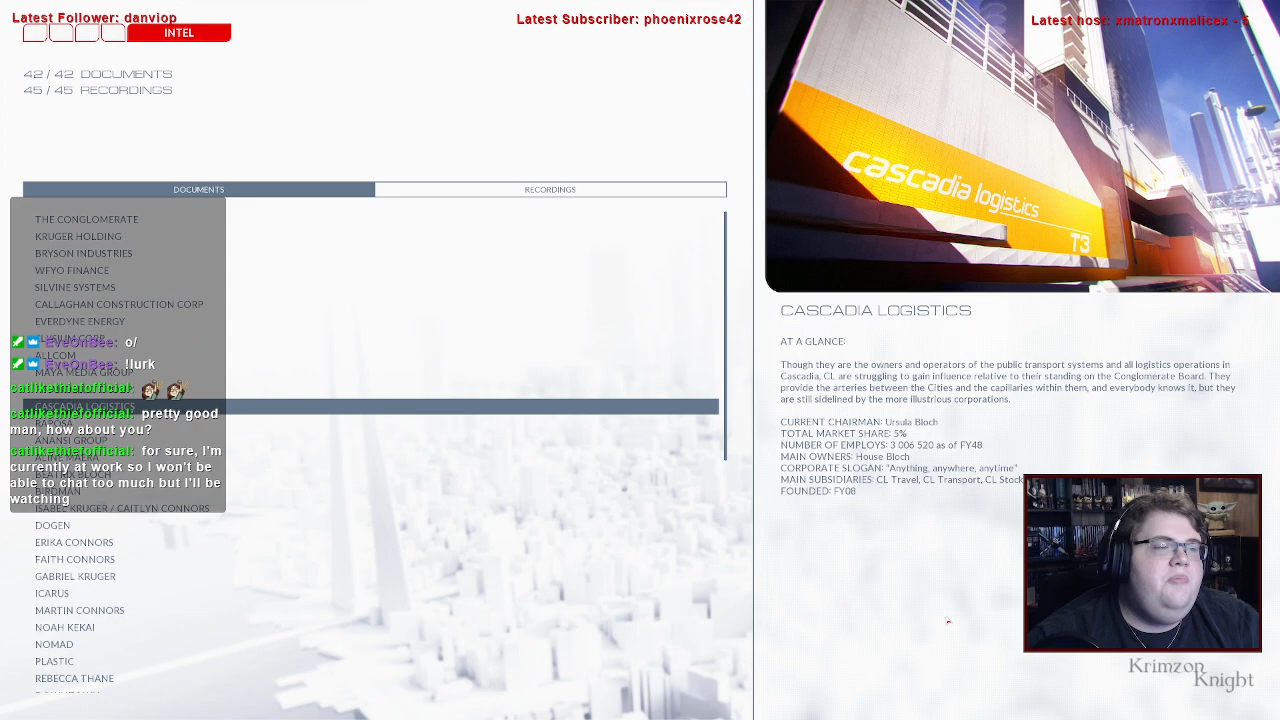 Latest Follower: danviop
Latest Subscriber: phoenixrose42
Latest host: xmatronxmalicex - 5
INTEL
42 / 42 DOCUMENTS
45 / 45 RECORDINGS
DOCUMENTS
RECORDINGS
THE CONGLOMERATE
KRUGER HOLDING
BRYSON INDUSTRIES
WFYO FINANCE
SILVINE SYSTEMS
CALLAGHAN CONSTRUCTION CORP
EVERDYNE ENERGY
ELYSIUM CORP
EveOnBee: o/
ALLCOM
EveOnBee: !lurk
MAYA MEDIA GROUP
catlikethiefofficial:
CASCADIA LOGISTICS
catlikethiefofficial: pretty good
man, how about you?
RAPOSA
ANANSI GROUP
catlikethiefofficial: for sure, I'm
currently at work so I won't be
able to chat too much but I'll be
watching
ALINE MAERA
BEATRIX BLOCH
BIRDMAN
ISABEL KRUGER / CAITLYN CONNORS
DOGEN
ERIKA CONNORS
FAITH CONNORS
GABRIEL KRUGER
ICARUS
MARTIN CONNORS
NOAH KEKAI
NOMAD
PLASTIC
REBECCA THANE
cascadia logistics
T3
CASCADIA LOGISTICS
AT A GLANCE:
Though they are the owners and operators of the public transport systems and all logistics operations in
Cascadia, CL are struggling to gain influence relative to their standing on the Conglomerate Board. They
provide the arteries between the Cities and the capillaries within them, and everybody knows it, but they
are still sidelined by the more illustrious corporations.
CURRENT CHAIRMAN: Ursula Bloch
TOTAL MARKET SHARE: 5%
NUMBER OF EMPLOYS: 3 006 520 as of FY48
MAIN OWNERS: House Bloch
CORPORATE SLOGAN: "Anything, anywhere, anytime"
MAIN SUBSIDIARIES: CL Travel, CL Transport, CL Stock
FOUNDED: FY08
Krimzon
Knight